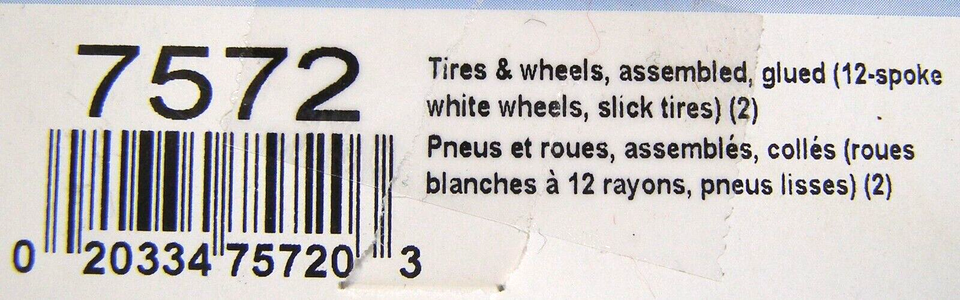 7572
Tires & wheels, assembled, glued (12-spoke
white wheels, slick tires) (2)
Pneus et roues, assemblés, collés (roues
blanches à 12 rayons, pneus lisses) (2)
0 20334 75720 3